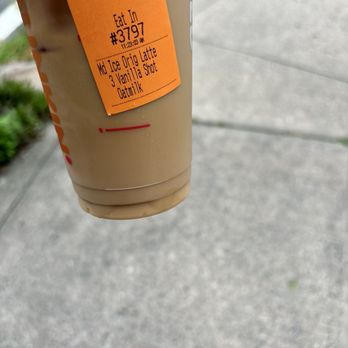 Eat In
#3797
Md Ice Orig Latte
3 Vanilla Shot
Oatmilk